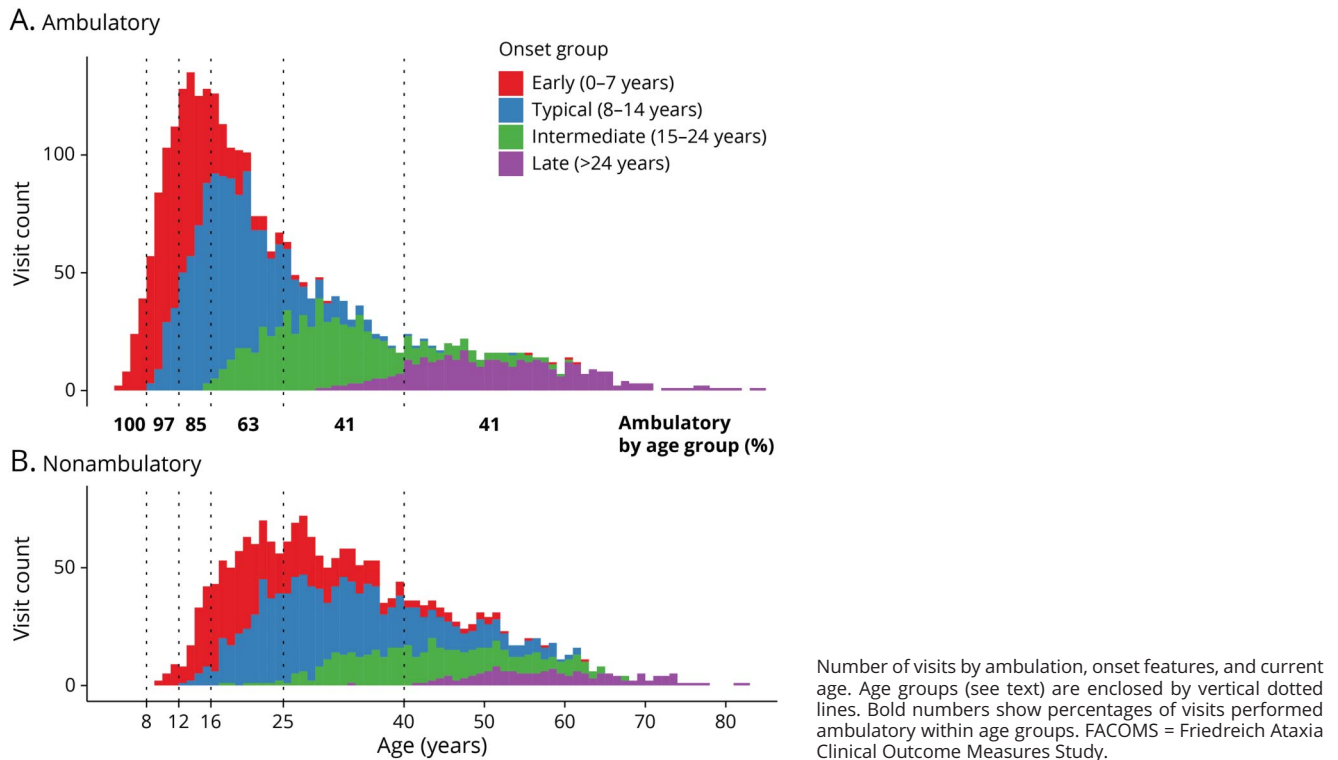 A. Ambulatory
Onset group
Early (0–7 years)
Typical (8–14 years)
Intermediate (15–24 years)
Late (>24 years)
Visit count
100
50
0
100 97 85 63 41 41 Ambulatory
by age group (%)
B. Nonambulatory
Visit count
50
0
8 12 16 25 40 50 60 70 80
Age (years)
Number of visits by ambulation, onset features, and current
age. Age groups (see text) are enclosed by vertical dotted
lines. Bold numbers show percentages of visits performed
ambulatory within age groups. FACOMS = Friedreich Ataxia
Clinical Outcome Measures Study.